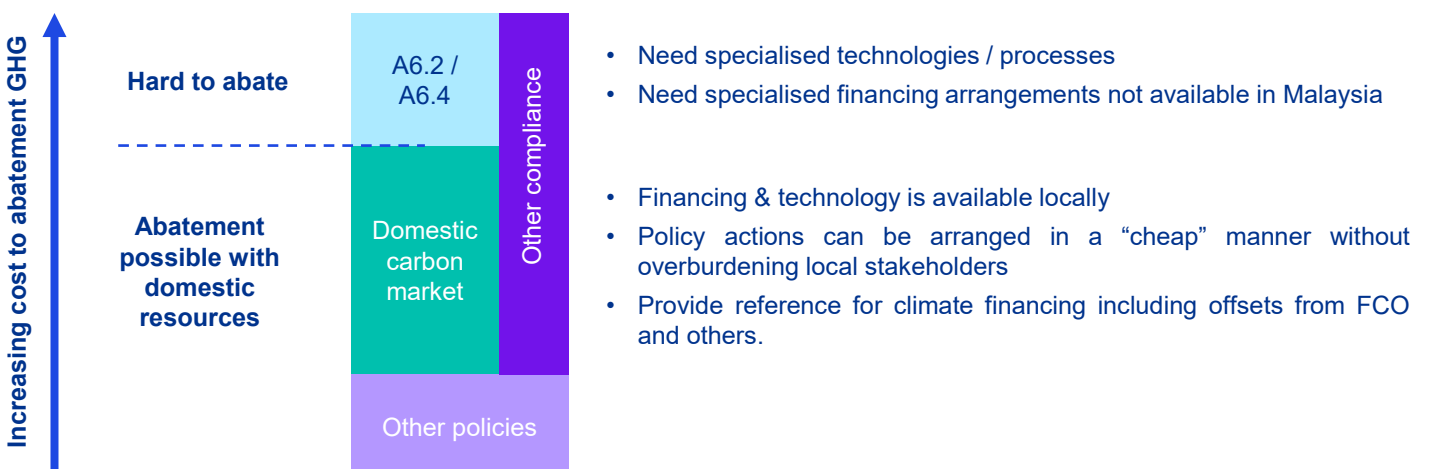 Increasing cost to abatement GHG
Hard to abate
A6.2 /
A6.4
Other compliance
• Need specialised technologies / processes
• Need specialised financing arrangements not available in Malaysia
Abatement
possible with
domestic
resources
Domestic
carbon
market
• Financing & technology is available locally
• Policy actions can be arranged in a “cheap” manner without
overburdening local stakeholders
• Provide reference for climate financing including offsets from FCO
and others.
Other policies